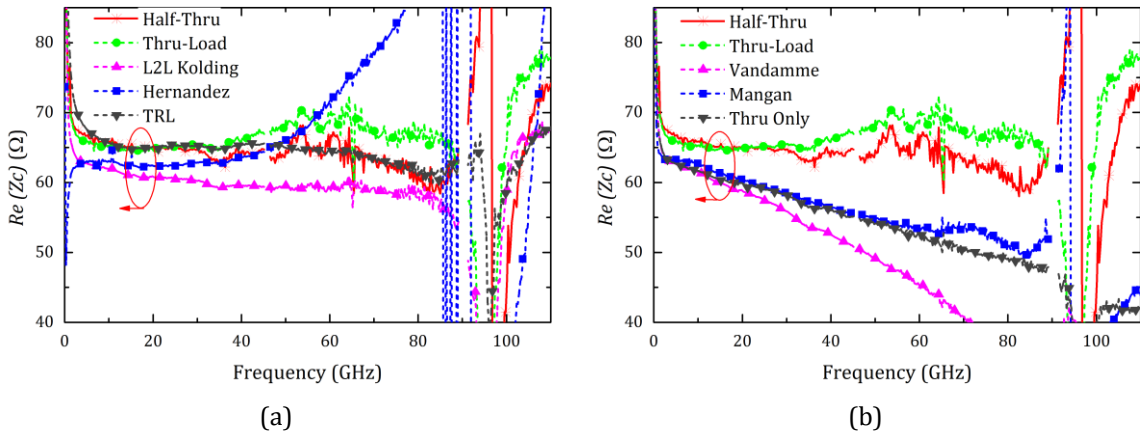 80
70
60
50
40
Re (Zc) (Ω)
0 20 40 60 80 100
Frequency (GHz)
Half-Thru
Thru-Load
L2L Kolding
Hernandez
TRL
(a)
80
70
60
50
40
Re (Zc) (Ω)
0 20 40 60 80 100
Frequency (GHz)
Half-Thru
Thru-Load
Vandamme
Mangan
Thru Only
(b)